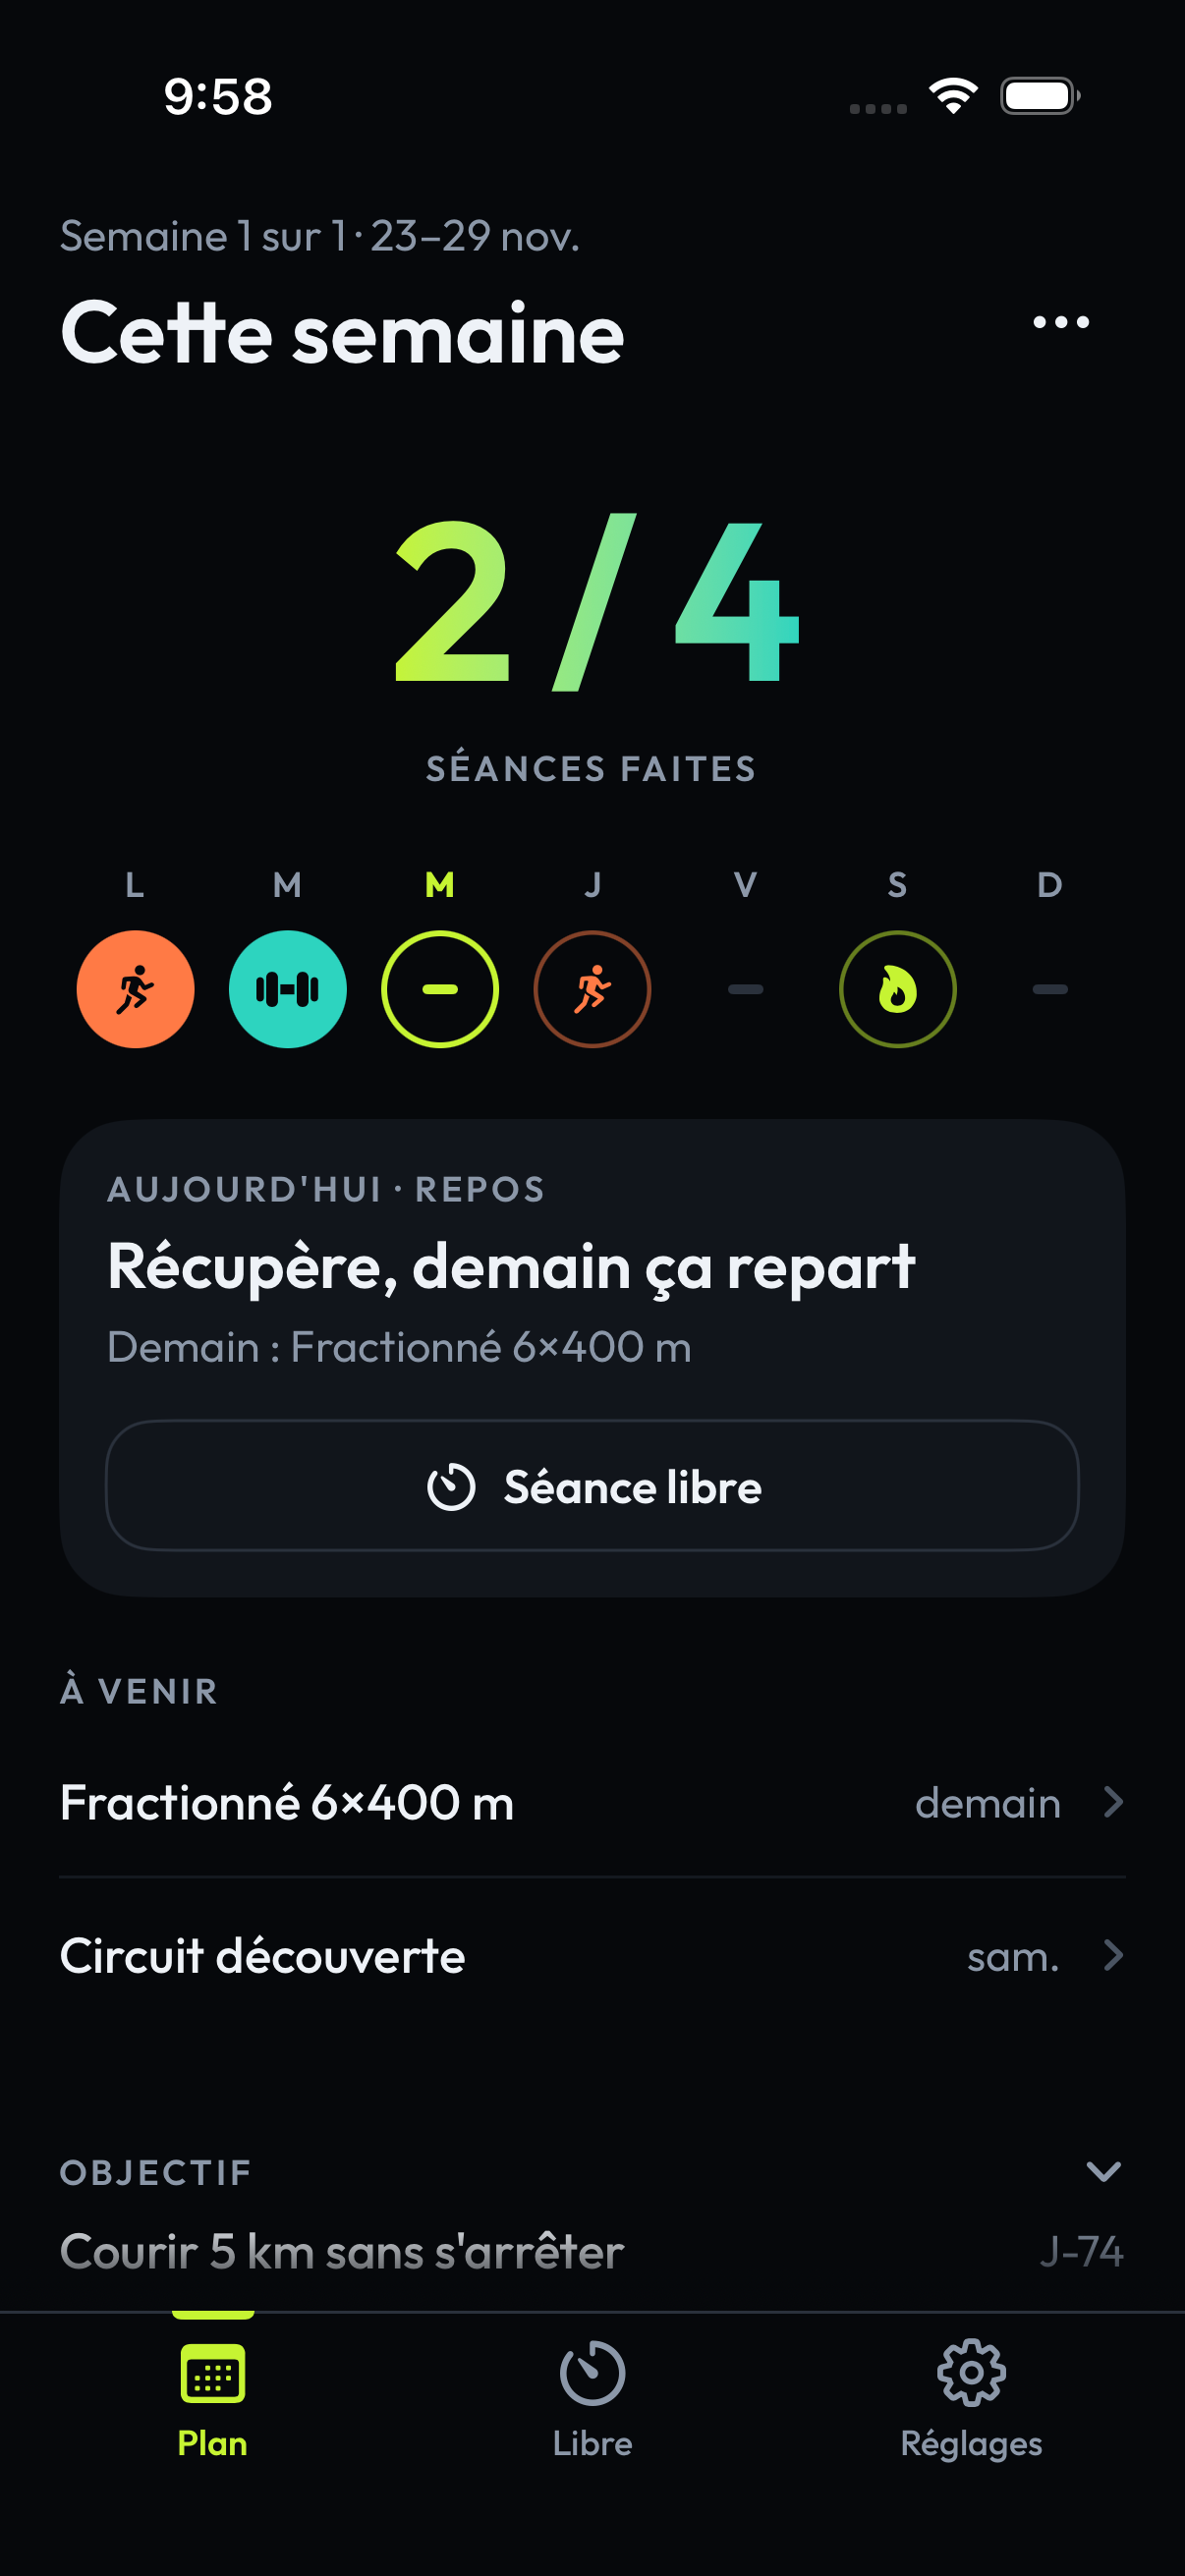 9:58
Semaine 1 sur 1 · 23–29 nov.
Cette semaine
2 / 4
SÉANCES FAITES
L M M J V S D
AUJOURD'HUI · REPOS
Récupère, demain ça repart
Demain : Fractionné 6×400 m
Séance libre
À VENIR
Fractionné 6×400 m demain
Circuit découverte sam.
OBJECTIF
Courir 5 km sans s'arrêter J-74
Plan Libre Réglages